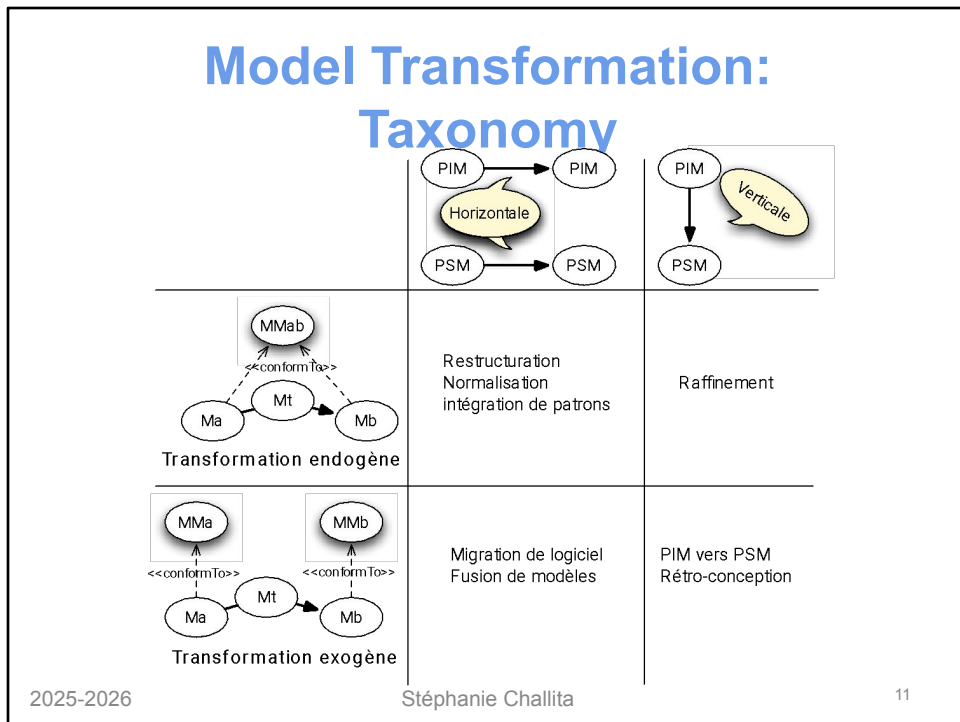 Model Transformation:
Taxonomy
PIM
PIM
Horizontale
PSM
PSM
PIM
Verticale
PSM
MMab
<<conformTo>>
Mt
Ma
Mb
Transformation endogène
Restructuration
Normalisation
intégration de patrons
Raffinement
MMa
MMb
<<conformTo>>
<<conformTo>>
Mt
Ma
Mb
Transformation exogène
Migration de logiciel
Fusion de modèles
PIM vers PSM
Rétro-conception
2025-2026
Stéphanie Challita
11